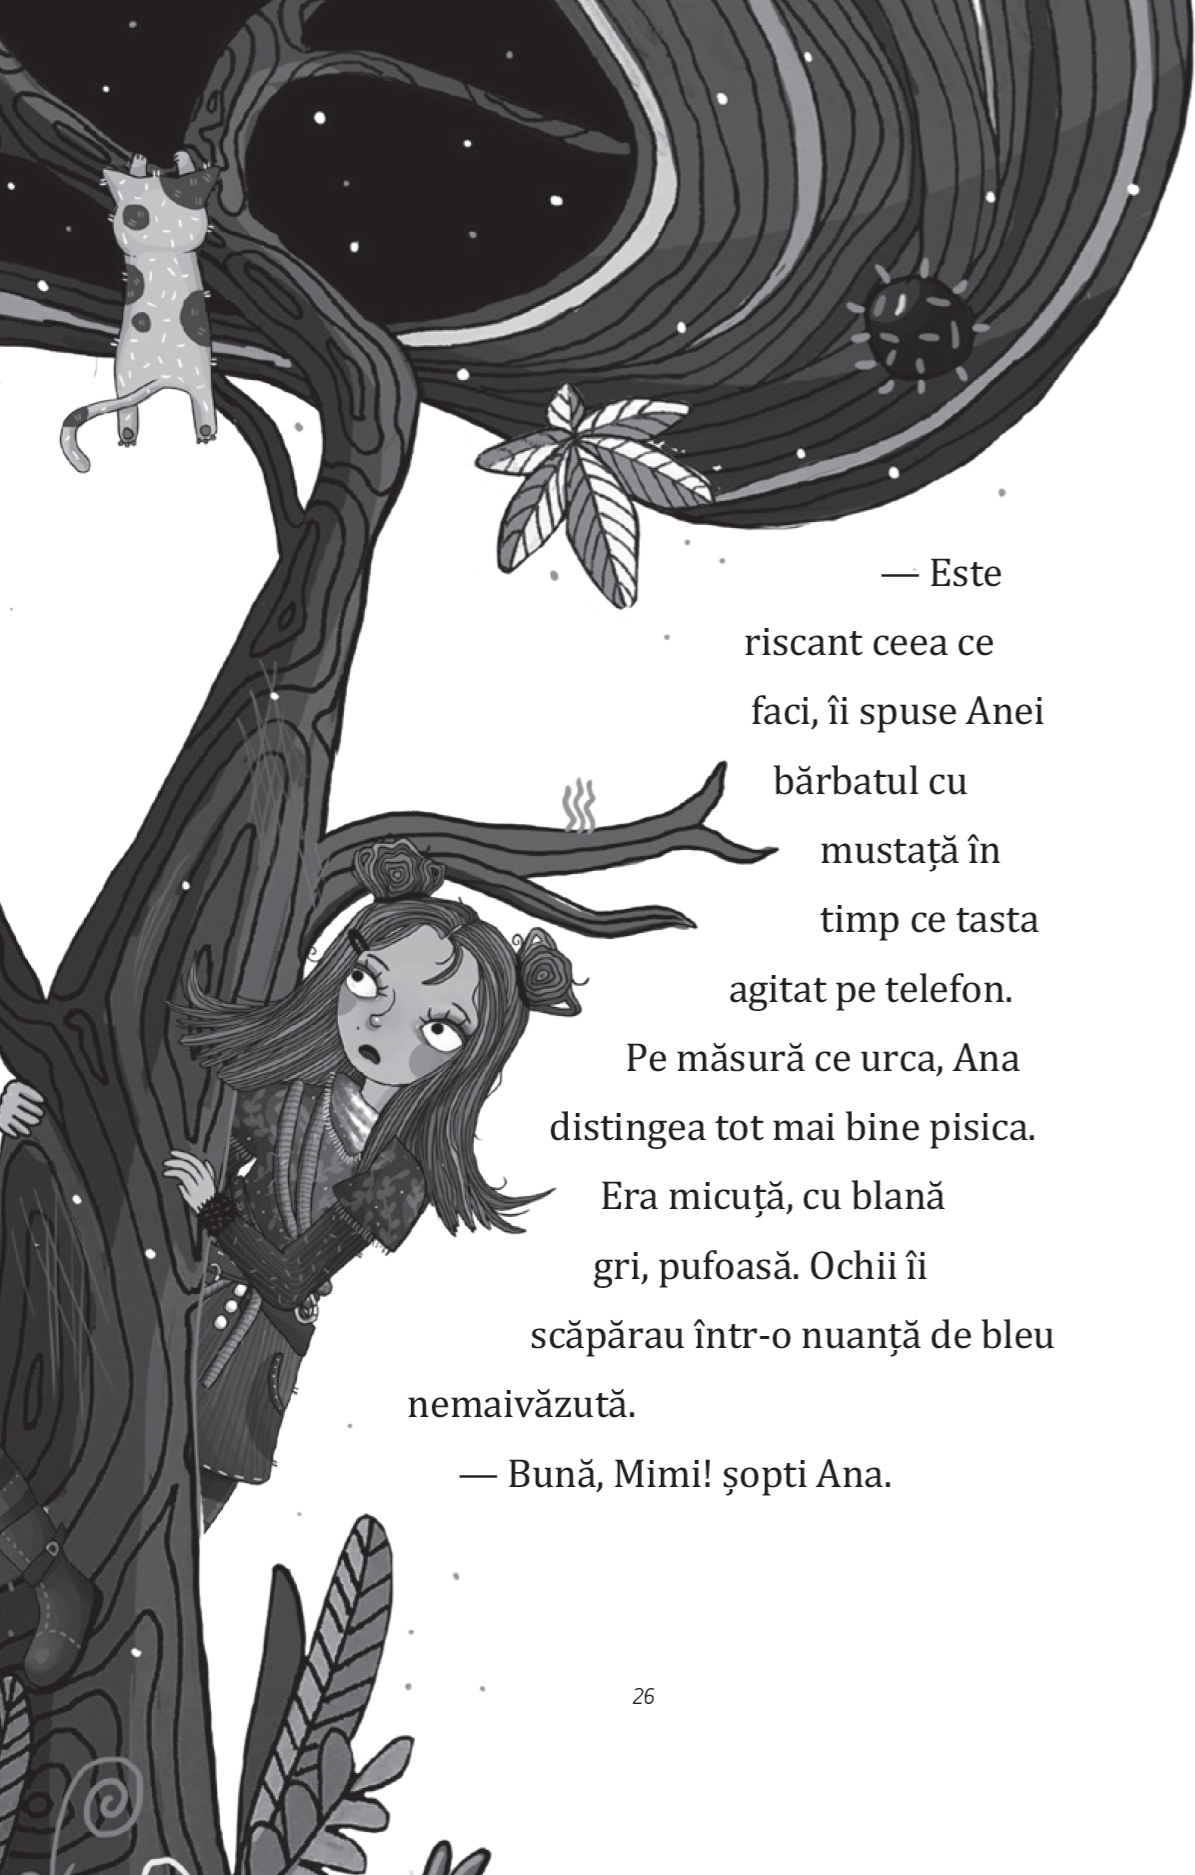 — Este
riscant ceea ce
faci, îi spuse Anei
bărbatul cu
mustață în
timp ce tasta
agitat pe telefon.
Pe măsură ce urca, Ana
distingea tot mai bine pisica.
Era micuță, cu blană
gri, pufoasă. Ochii îi
scăpărau într-o nuanță de bleu
nemaivăzută.
— Bună, Mimi! șopti Ana.
26